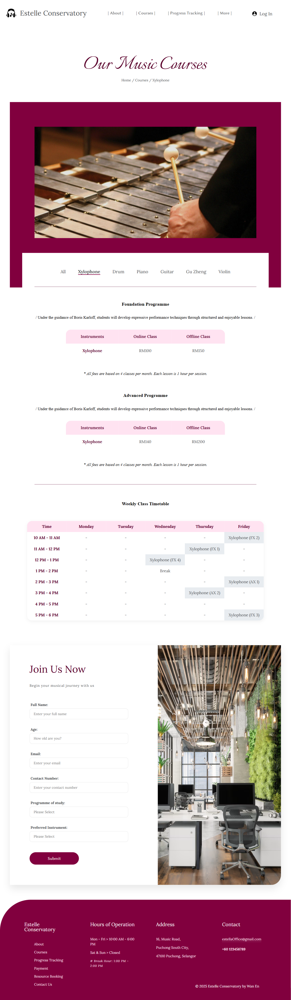 Estelle Conservatory
| About |
| Courses |
| Progress Tracking |
| More |
Log In
Our Music Courses
Home / Courses / Xylophone
All Xylophone Drum Piano Guitar Gu Zheng Violin
Foundation Programme
/ Under the guidance of Boris Karloff, students will develop expressive performance techniques through structured and enjoyable lessons. /
Instruments Online Class Offline Class
Xylophone RM100 RM150
* All fees are based on 4 classes per month. Each lesson is 1 hour per session.
Advanced Programme
/ Under the guidance of Boris Karloff, students will develop expressive performance techniques through structured and enjoyable lessons. /
Instruments Online Class Offline Class
Xylophone RM140 RM200
* All fees are based on 4 classes per month. Each lesson is 1 hour per session.
Weekly Class Timetable
Time Monday Tuesday Wednesday Thursday Friday
10 AM - 11 AM - - - - Xylophone (FX 2)
11 AM - 12 PM - - - Xylophone (FX 1) -
12 PM - 1 PM - - Xylophone (FX 4) - -
1 PM - 2 PM - - Break - -
2 PM - 3 PM - - - - Xylophone (AX 1)
3 PM - 4 PM - - - Xylophone (AX 2) -
4 PM - 5 PM - - - - -
5 PM - 6 PM - - - - Xylophone (FX 3)
Join Us Now
Begin your musical journey with us
Full Name:
Enter your full name
Age:
How old are you?
Email:
Enter your email
Contact Number:
Enter your contact number
Programme of study:
Please Select
Preferred Instrument:
Please Select
Submit
Estelle
Conservatory
About
Courses
Progress Tracking
Payment
Resource Booking
Contact Us
Hours of Operation
Mon - Fri > 10:00 AM - 6:00
PM
Sat & Sun > Closed
# Break Hour: 1:00 PM -
2:00 PM
Address
16, Music Road,
Puchong South City,
47100 Puchong, Selangor
Contact
estellaOffice@gmail.com
+60 123456789
© 2025 Estelle Conservatory by Wan En